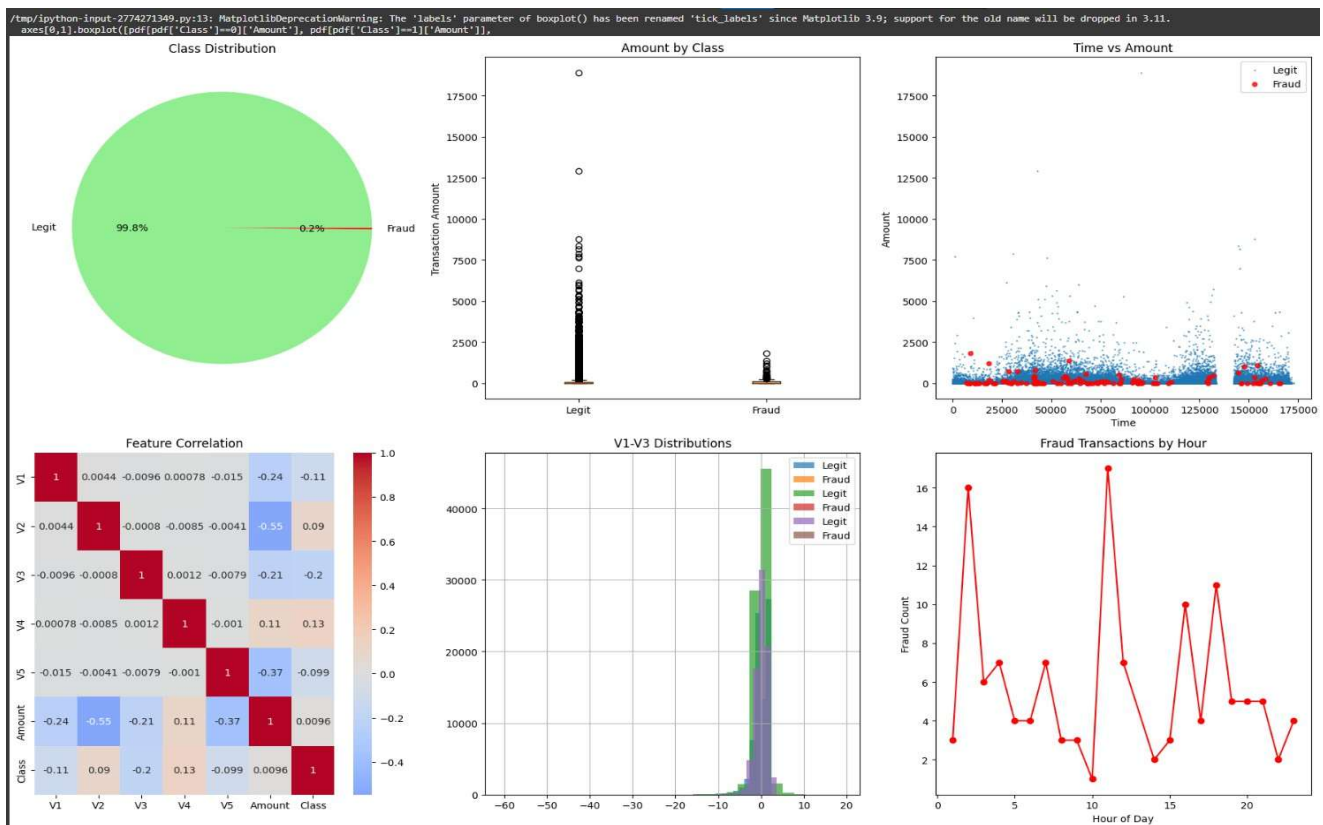 /tmp/ipython-input-2774271349.py:13: MatplotlibDeprecationWarning: The 'labels' parameter of boxplot() has been renamed 'tick_labels' since Matplotlib 3.9; support for the old name will be dropped in 3.11.
axes[0,1].boxplot([pdf[pdf['Class']==0]['Amount'], pdf[pdf['Class']==1]['Amount']],
Class Distribution
Legit
99.8%
0.2%
Fraud
Amount by Class
Transaction Amount
17500
15000
12500
10000
7500
5000
2500
0
Legit
Fraud
Time vs Amount
Legit
Fraud
Amount
17500
15000
12500
10000
7500
5000
2500
0
0 25000 50000 75000 100000 125000 150000 175000
Time
Feature Correlation
V1 1 0.0044 -0.0096 0.00078 -0.015 -0.24 -0.11
V2 0.0044 1 -0.0008 -0.0085 -0.0041 -0.55 0.09
V3 -0.0096 -0.0008 1 0.0012 -0.0079 -0.21 -0.2
V4 -0.00078 -0.0085 0.0012 1 -0.001 0.11 0.13
V5 -0.015 -0.0041 -0.0079 -0.001 1 -0.37 -0.099
Amount -0.24 -0.55 -0.21 0.11 -0.37 1 0.0096
Class -0.11 0.09 -0.2 0.13 -0.099 0.0096 1
V1 V2 V3 V4 V5 Amount Class
1.0
0.8
0.6
0.4
0.2
0.0
-0.2
-0.4
V1-V3 Distributions
Legit
Fraud
Legit
Fraud
Legit
Fraud
40000
30000
20000
10000
0
−60 −50 −40 −30 −20 −10 0 10 20
Fraud Transactions by Hour
Fraud Count
16
14
12
10
8
6
4
2
0 5 10 15 20
Hour of Day